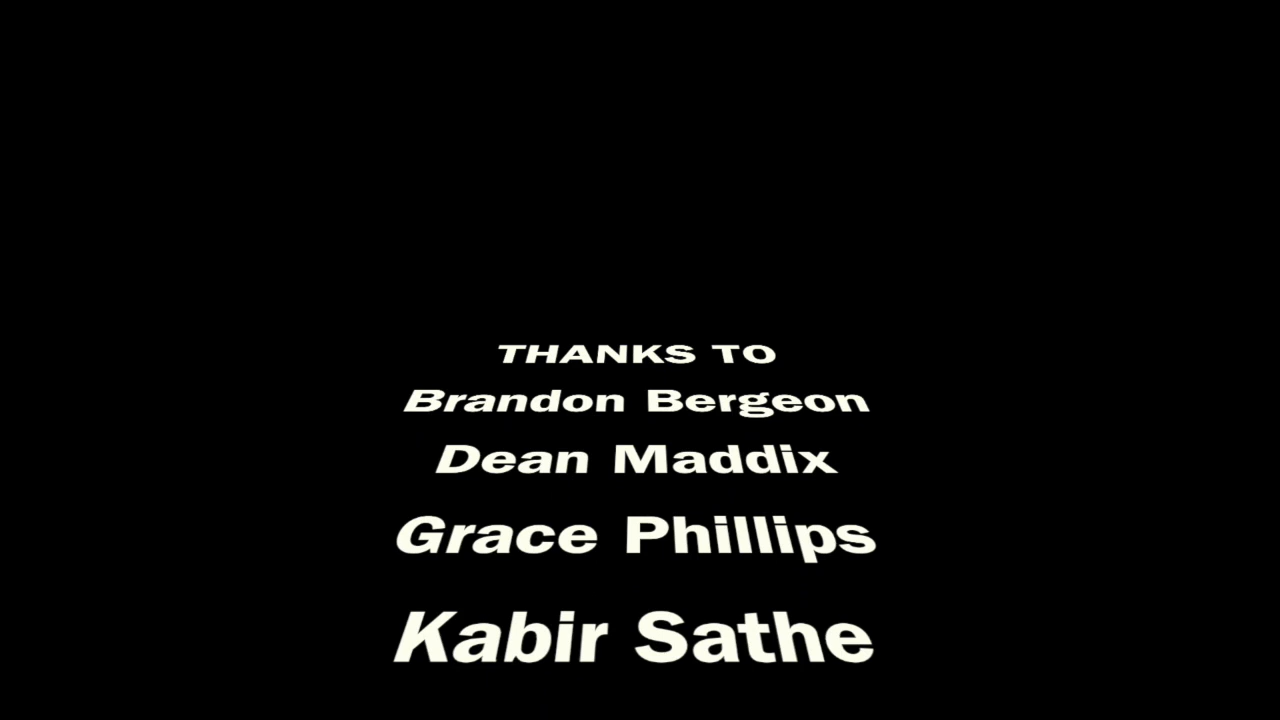 THANKS TO
Brandon Bergeon
Dean Maddix
Grace Phillips
Kabir Sathe